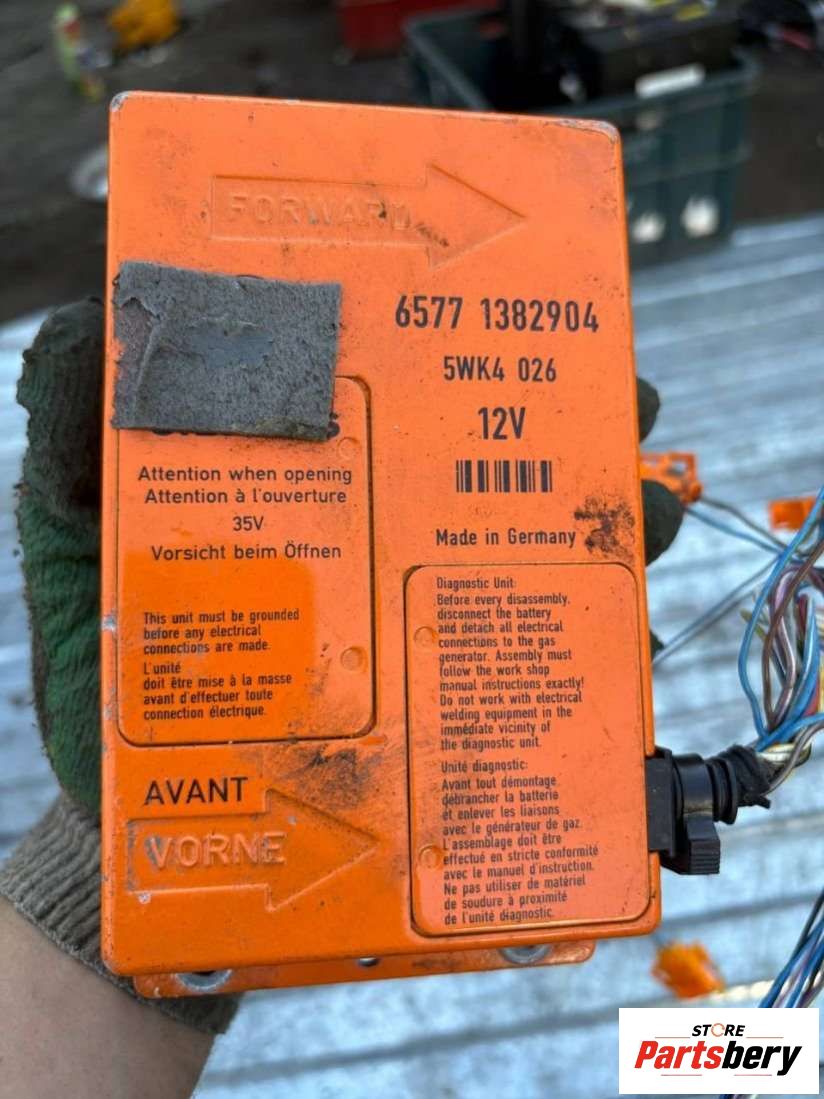 FORWARD
6577 1382904
5WK4 026
12V
Made in Germany
Attention when opening
Attention à l'ouverture
35V
Vorsicht beim Öffnen
This unit must be grounded
before any electrical
connections are made.
L'unité
doit être mise à la masse
avant d'effectuer toute
connection électrique.
AVANT
VORNE
Diagnostic Unit:
Before every disassembly,
disconnect the battery
and detach all electrical
connections to the gas
generator. Assembly must
follow the work shop
manual instructions exactly!
Do not work with electrical
welding equipment in the
immediate vicinity of
the diagnostic unit.
Unité diagnostic:
Avant tout démontage
débrancher la batterie
et enlever les liaisons
avec le générateur de gaz.
L'assemblage doit être
effectué en stricte conformité
avec le manuel d'instruction.
Ne pas utiliser de matériel
de soudure à proximité
de l'unité diagnostic.
STORE
Partsbery